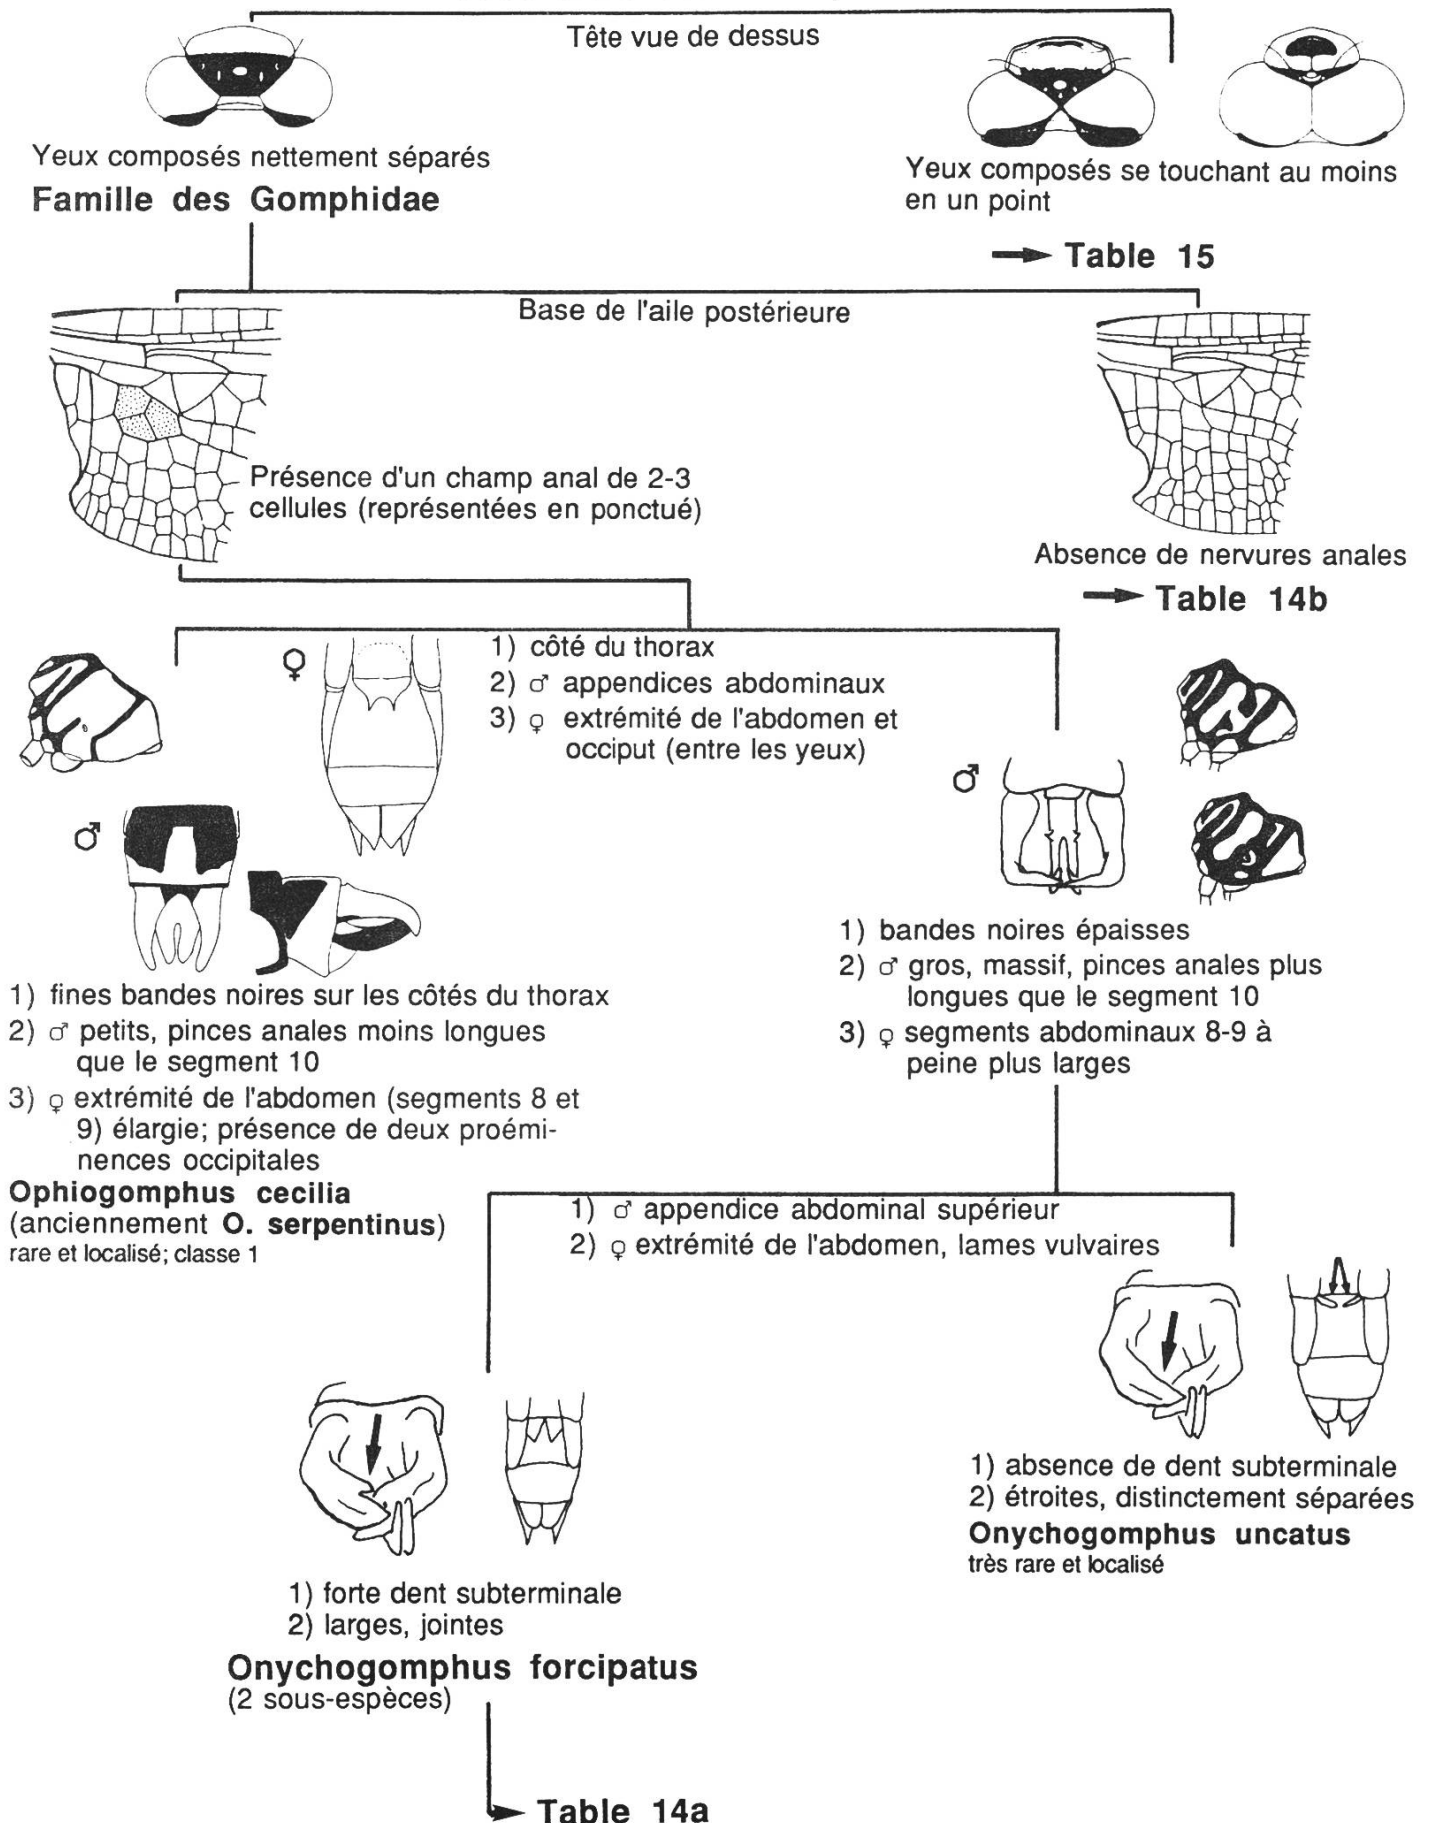 Tête vue de dessus
Yeux composés nettement séparés
Famille des Gomphidae
Yeux composés se touchant au moins
en un point
Table 15
Base de l'aile postérieure
Présence d'un champ anal de 2-3
cellules (représentées en ponctué)
Absence de nervures anales
Table 14b
♀
1) côté du thorax
2) ♂ appendices abdominaux
3) ♀ extrémité de l'abdomen et
occiput (entre les yeux)
♂
♂
1) fines bandes noires sur les côtés du thorax
2) ♂ petits, pinces anales moins longues
que le segment 10
3) ♀ extrémité de l'abdomen (segments 8 et
9) élargie; présence de deux proémi-
nences occipitales
Ophiogomphus cecilia
(anciennement O. serpentinus)
rare et localisé; classe 1
1) bandes noires épaisses
2) ♂ gros, massif, pinces anales plus
longues que le segment 10
3) ♀ segments abdominaux 8-9 à
peine plus larges
1) ♂ appendice abdominal supérieur
2) ♀ extrémité de l'abdomen, lames vulvaires
1) absence de dent subterminale
2) étroites, distinctement séparées
Onychogomphus uncatus
très rare et localisé
1) forte dent subterminale
2) larges, jointes
Onychogomphus forcipatus
(2 sous-espèces)
Table 14a